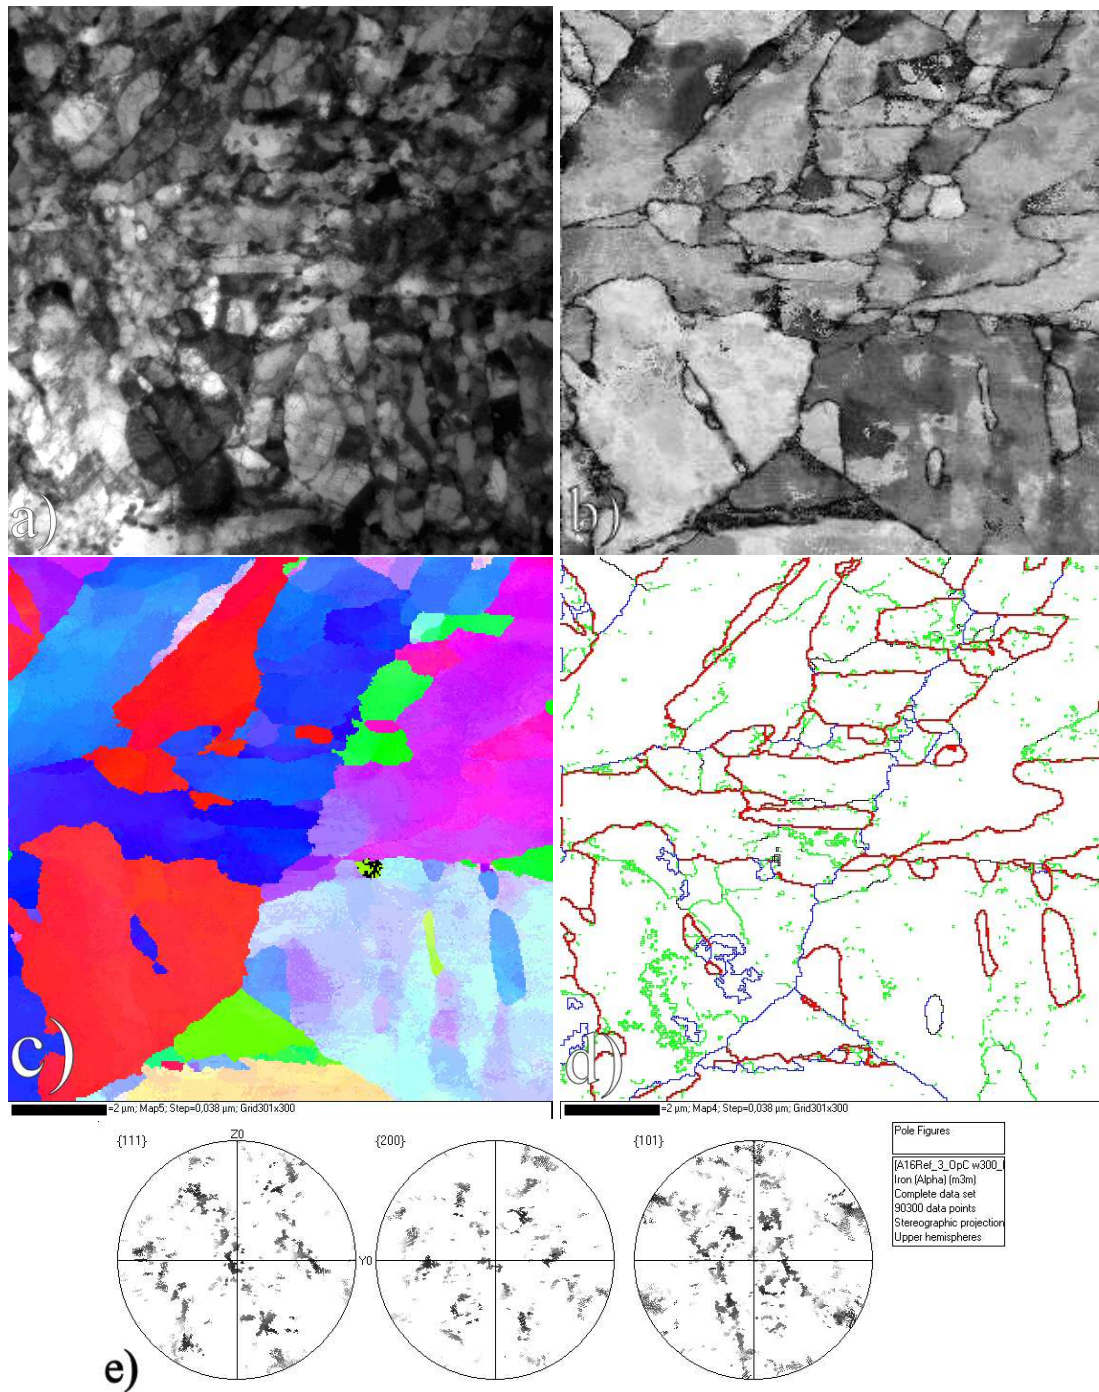 a)
b)
c)
d)
=2 µm; Map5; Step=0,038 µm; Grid301x300
=2 µm; Map4; Step=0,038 µm; Grid301x300
{111}
Z0
{200}
{101}
Y0
Pole Figures
[A16Ref_3_OpC w300_
Iron (Alpha) (m3m)
Complete data set
90300 data points
Stereographic projection
Upper hemispheres
e)